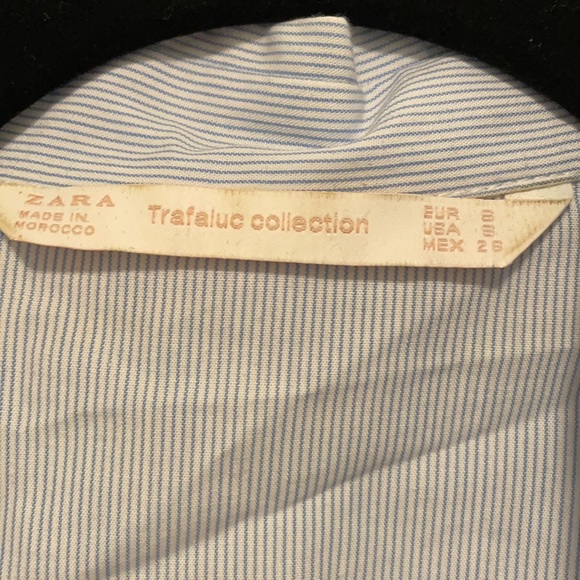 ZARA
MADE IN
MOROCCO
Trafaluc collection
EUR S
USA S
MEX 26